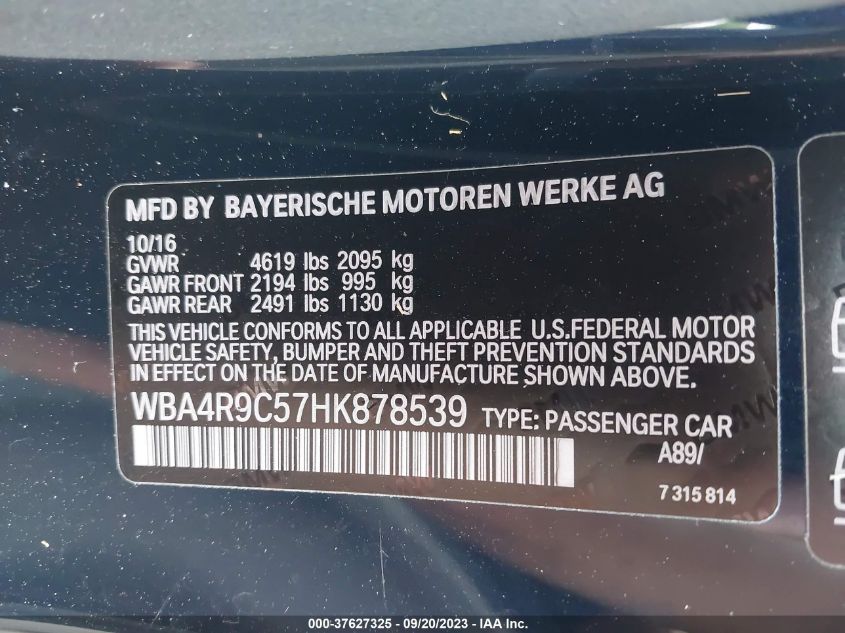 MFD BY BAYERISCHE MOTOREN WERKE AG
10/16
GVWR 4619 lbs 2095 kg
GAWR FRONT 2194 lbs 995 kg
GAWR REAR 2491 lbs 1130 kg
THIS VEHICLE CONFORMS TO ALL APPLICABLE U.S.FEDERAL MOTOR
VEHICLE SAFETY, BUMPER AND THEFT PREVENTION STANDARDS
IN EFFECT ON THE DATE OF MANUFACTURE SHOWN ABOVE.
WBA4R9C57HK878539 TYPE: PASSENGER CAR
A89/
7 315 814
000-37627325 - 09/20/2023 - IAA Inc.